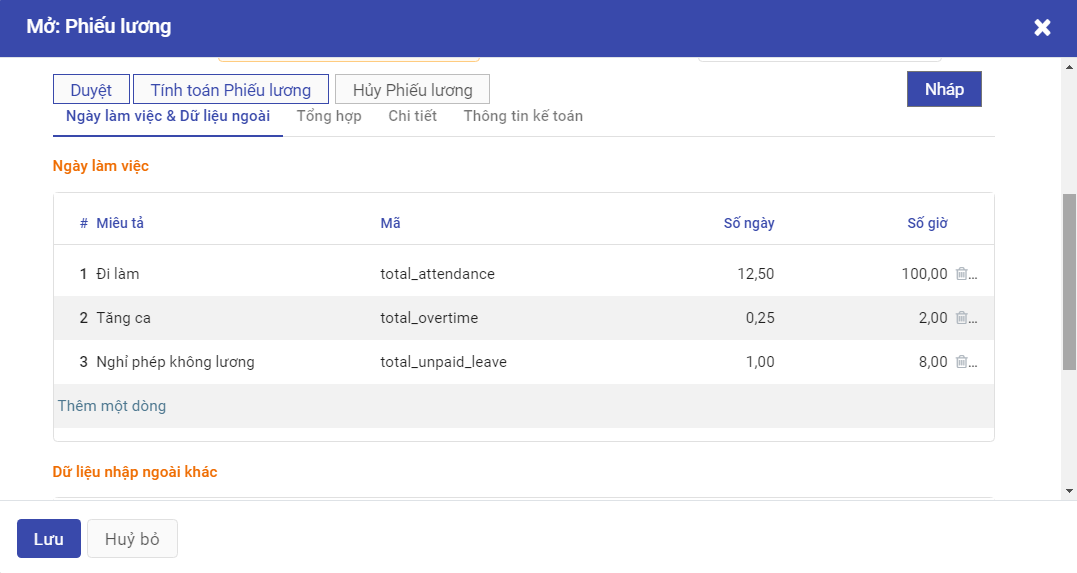 Mở: Phiếu lương
Duyệt Tính toán Phiếu lương Hủy Phiếu lương Nháp
Ngày làm việc & Dữ liệu ngoài Tổng hợp Chi tiết Thông tin kế toán
Ngày làm việc
# Miêu tả Mã Số ngày Số giờ
1 Đi làm total_attendance 12,50 100,00 ...
2 Tăng ca total_overtime 0,25 2,00 ...
3 Nghỉ phép không lương total_unpaid_leave 1,00 8,00 ...
Thêm một dòng
Dữ liệu nhập ngoài khác
Lưu Huỷ bỏ